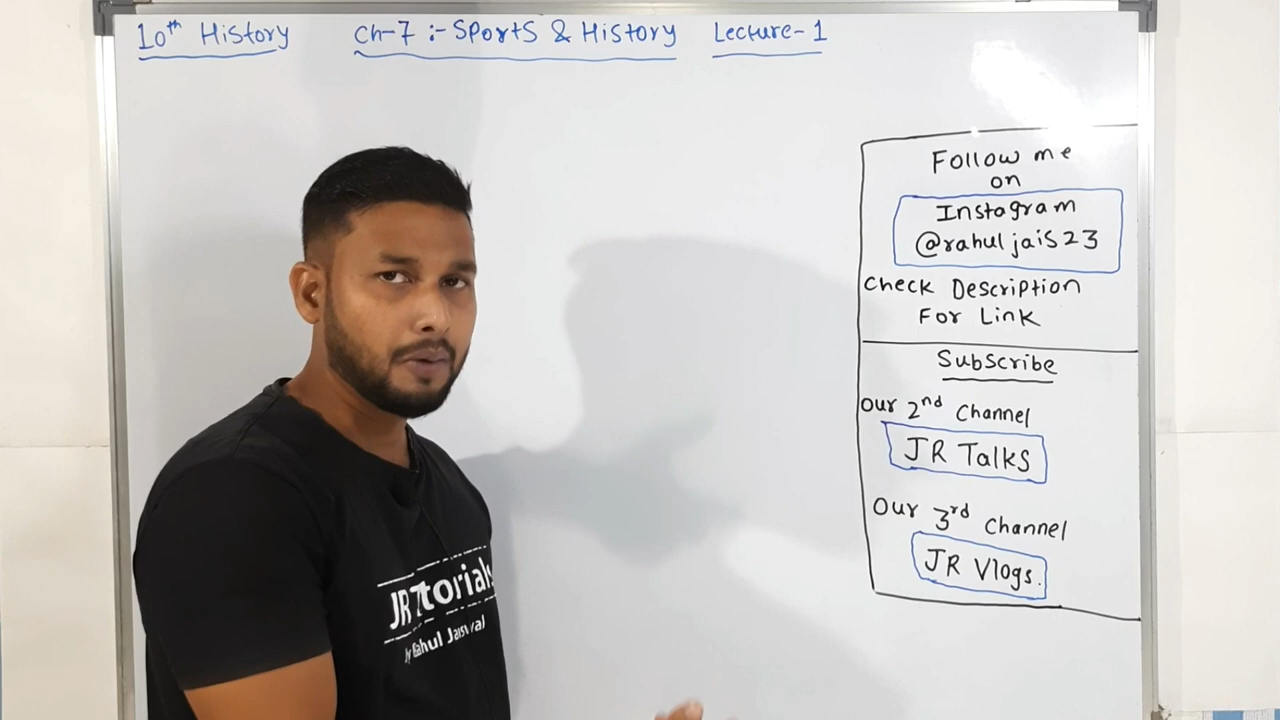 10th History Ch-7 :- Sports & History Lecture-1
Follow me
on
Instagram
@rahuljais23
Check Description
For Link
Subscribe
Our 2nd Channel
JR Talks
Our 3rd Channel
JR Vlogs.
JR Tutorials
by Rahul Jaiswal